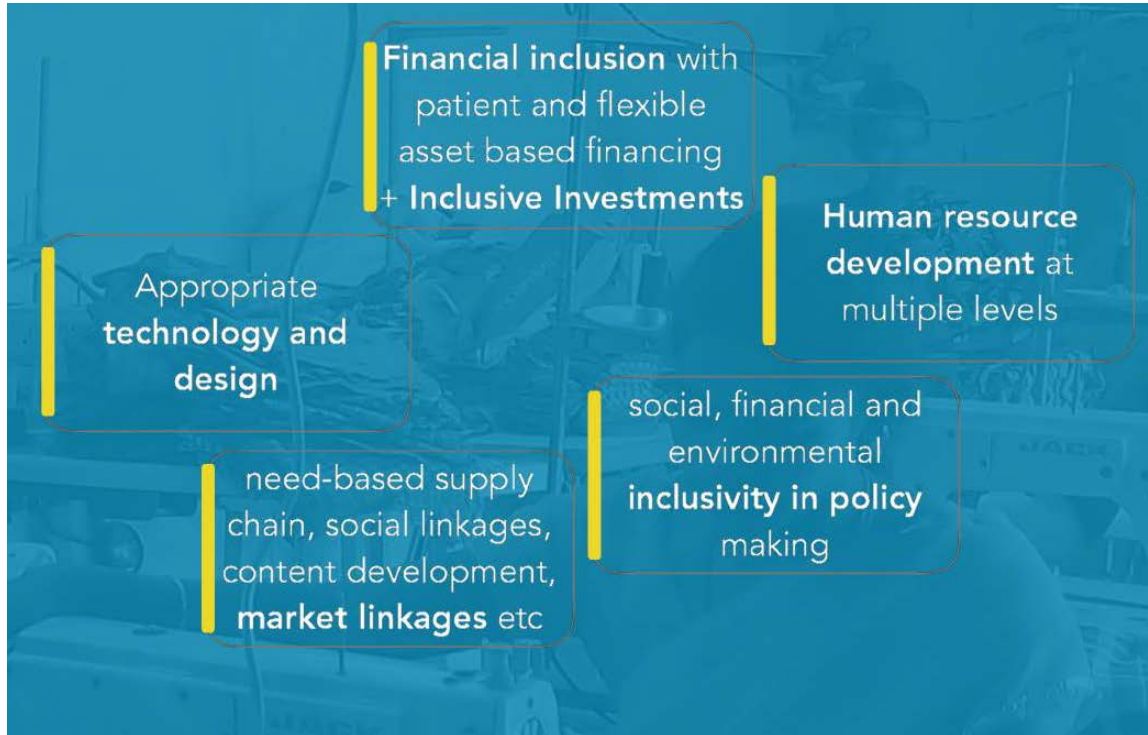 Financial inclusion with
patient and flexible
asset based financing
+ Inclusive Investments
Human resource
development at
multiple levels
Appropriate
technology and
design
social, financial and
environmental
inclusivity in policy
making
need-based supply
chain, social linkages,
content development,
market linkages etc
JACK
JACK